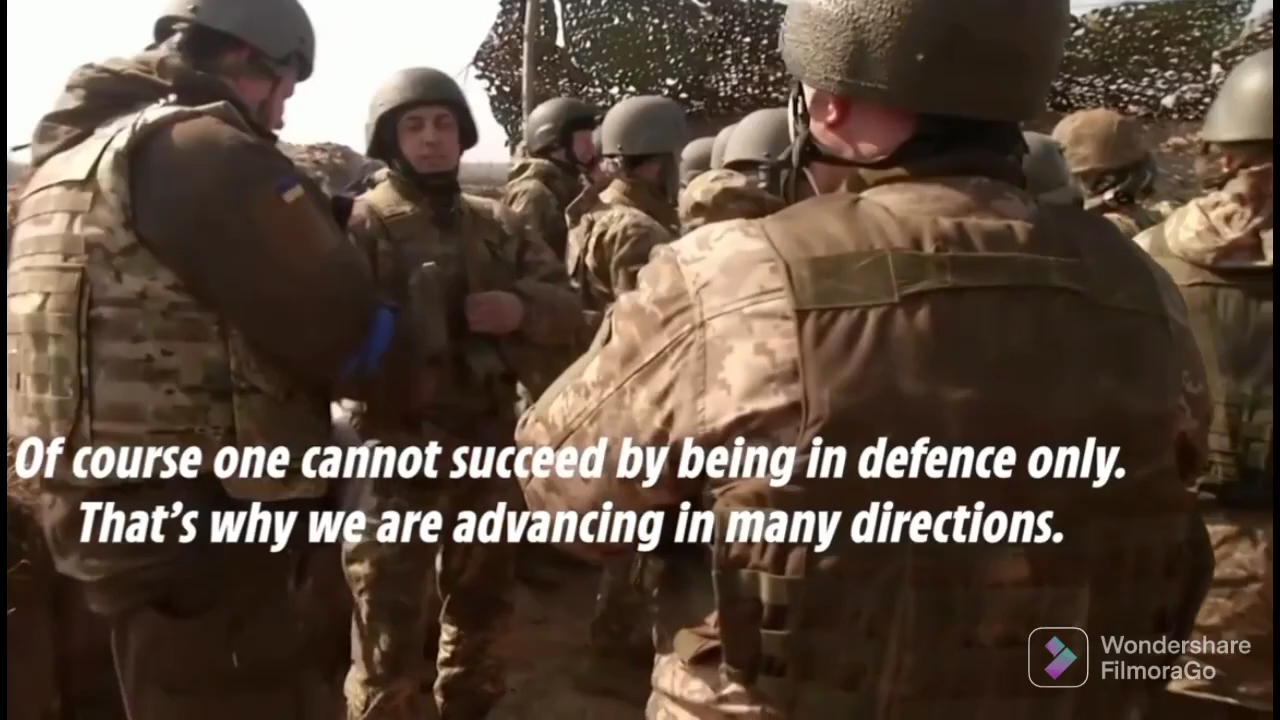 Of course one cannot succeed by being in defence only.
That's why we are advancing in many directions.
Wondershare
FilmoraGo